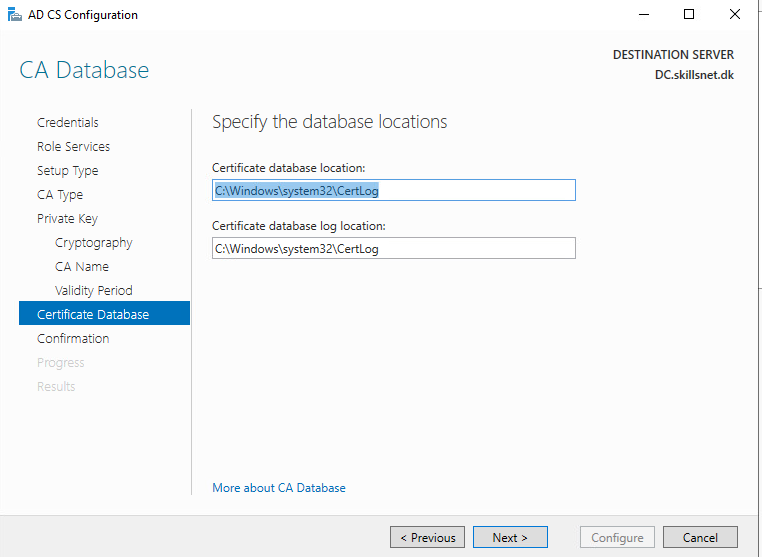 AD CS Configuration
CA Database
DESTINATION SERVER
DC.skillsnet.dk
Credentials
Role Services
Setup Type
CA Type
Private Key
Cryptography
CA Name
Validity Period
Certificate Database
Confirmation
Progress
Results
Specify the database locations
Certificate database location:
C:\Windows\system32\CertLog
Certificate database log location:
C:\Windows\system32\CertLog
More about CA Database
< Previous
Next >
Configure
Cancel